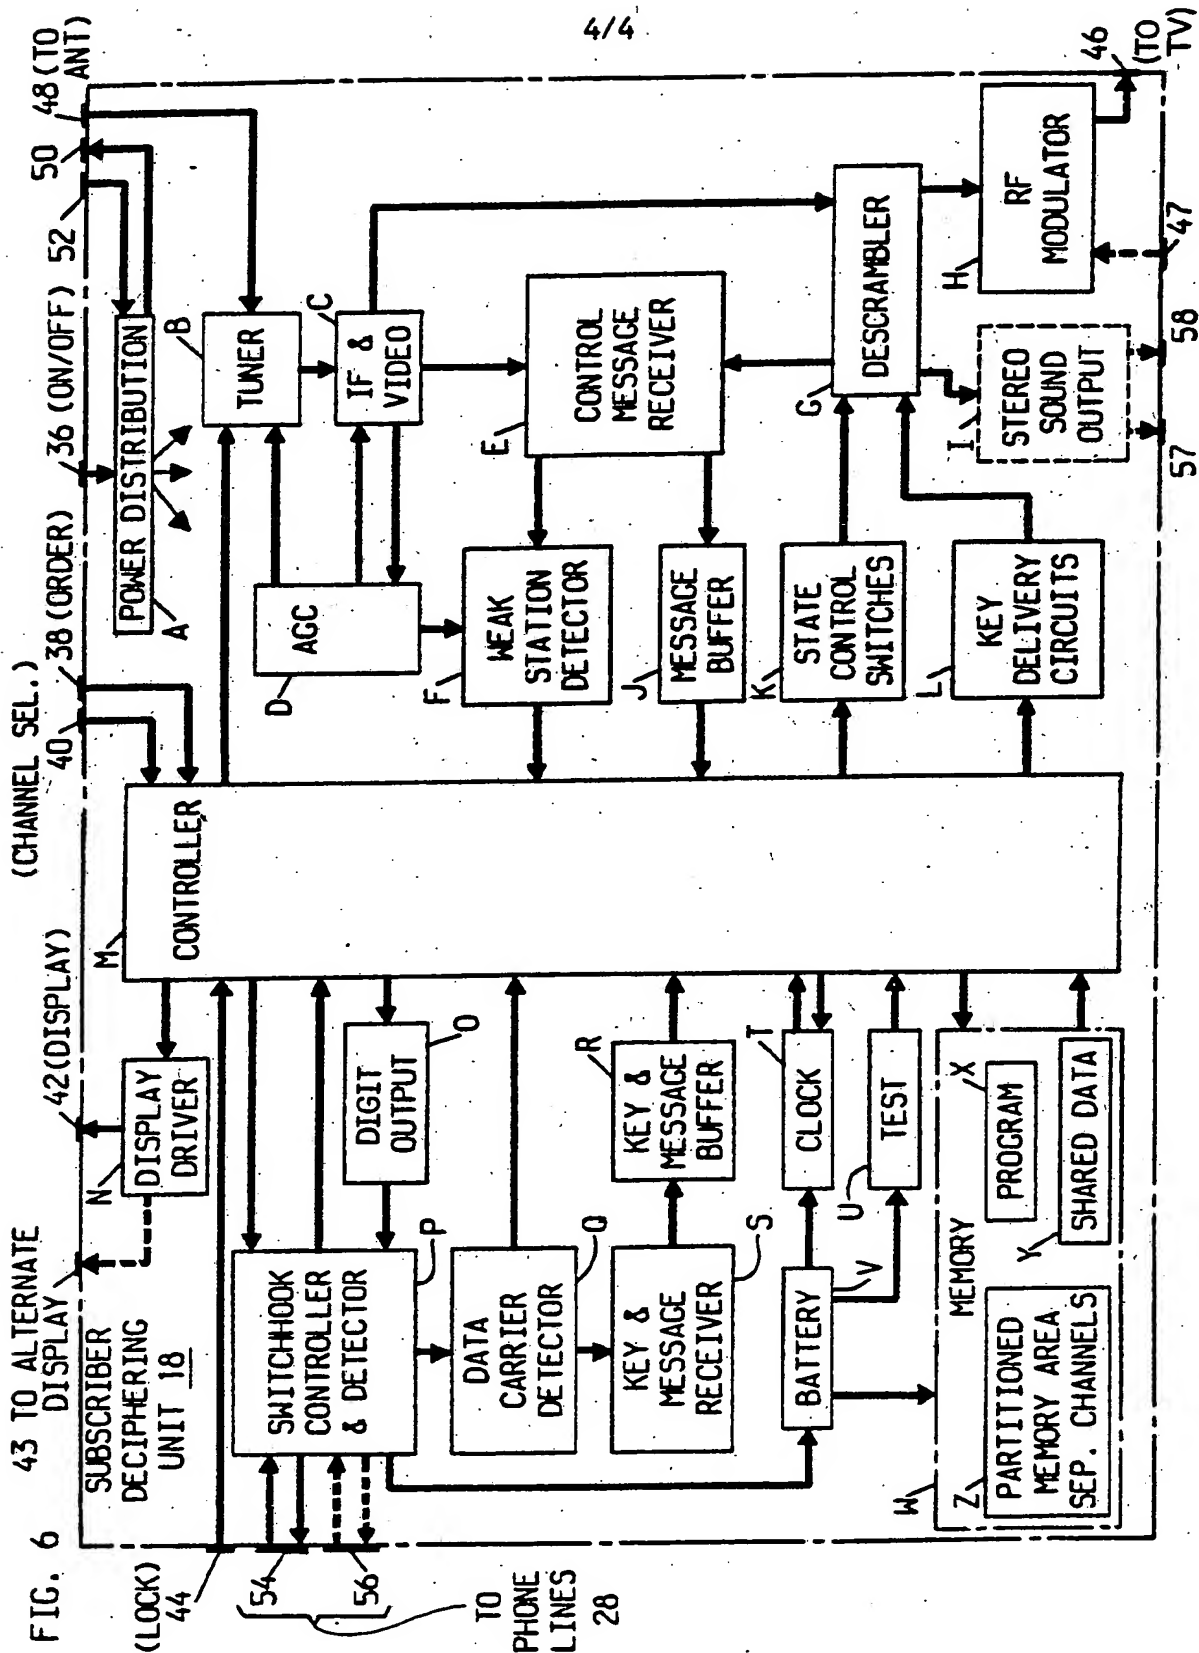 4/4
FIG. 6
43 TO ALTERNATE
DISPLAY
42 (DISPLAY)
(CHANNEL SEL.)
40
38 (ORDER)
36 (ON/OFF)
52
50
48 (TO
ANT)
SUBSCRIBER
DECIPHERING
UNIT 18
(LOCK)
44
54
56
TO
PHONE
LINES
28
N
DISPLAY
DRIVER
M
CONTROLLER
A
POWER DISTRIBUTION
B
TUNER
C
IF &
VIDEO
D
AGC
E
CONTROL
MESSAGE
RECEIVER
F
WEAK
STATION
DETECTOR
J
MESSAGE
BUFFER
K
STATE
CONTROL
SWITCHES
L
KEY
DELIVERY
CIRCUITS
G
DESCRAMBLER
H
RF
MODULATOR
I
STEREO
SOUND
OUTPUT
46
(TO
TV)
47
58
57
P
SWITCHHOOK
CONTROLLER
& DETECTOR
O
DIGIT
OUTPUT
Q
DATA
CARRIER
DETECTOR
R
KEY &
MESSAGE
BUFFER
S
KEY &
MESSAGE
RECEIVER
T
CLOCK
U
TEST
V
BATTERY
W
MEMORY
X
PROGRAM
Y
SHARED DATA
Z
PARTITIONED
MEMORY AREA
SEP. CHANNELS